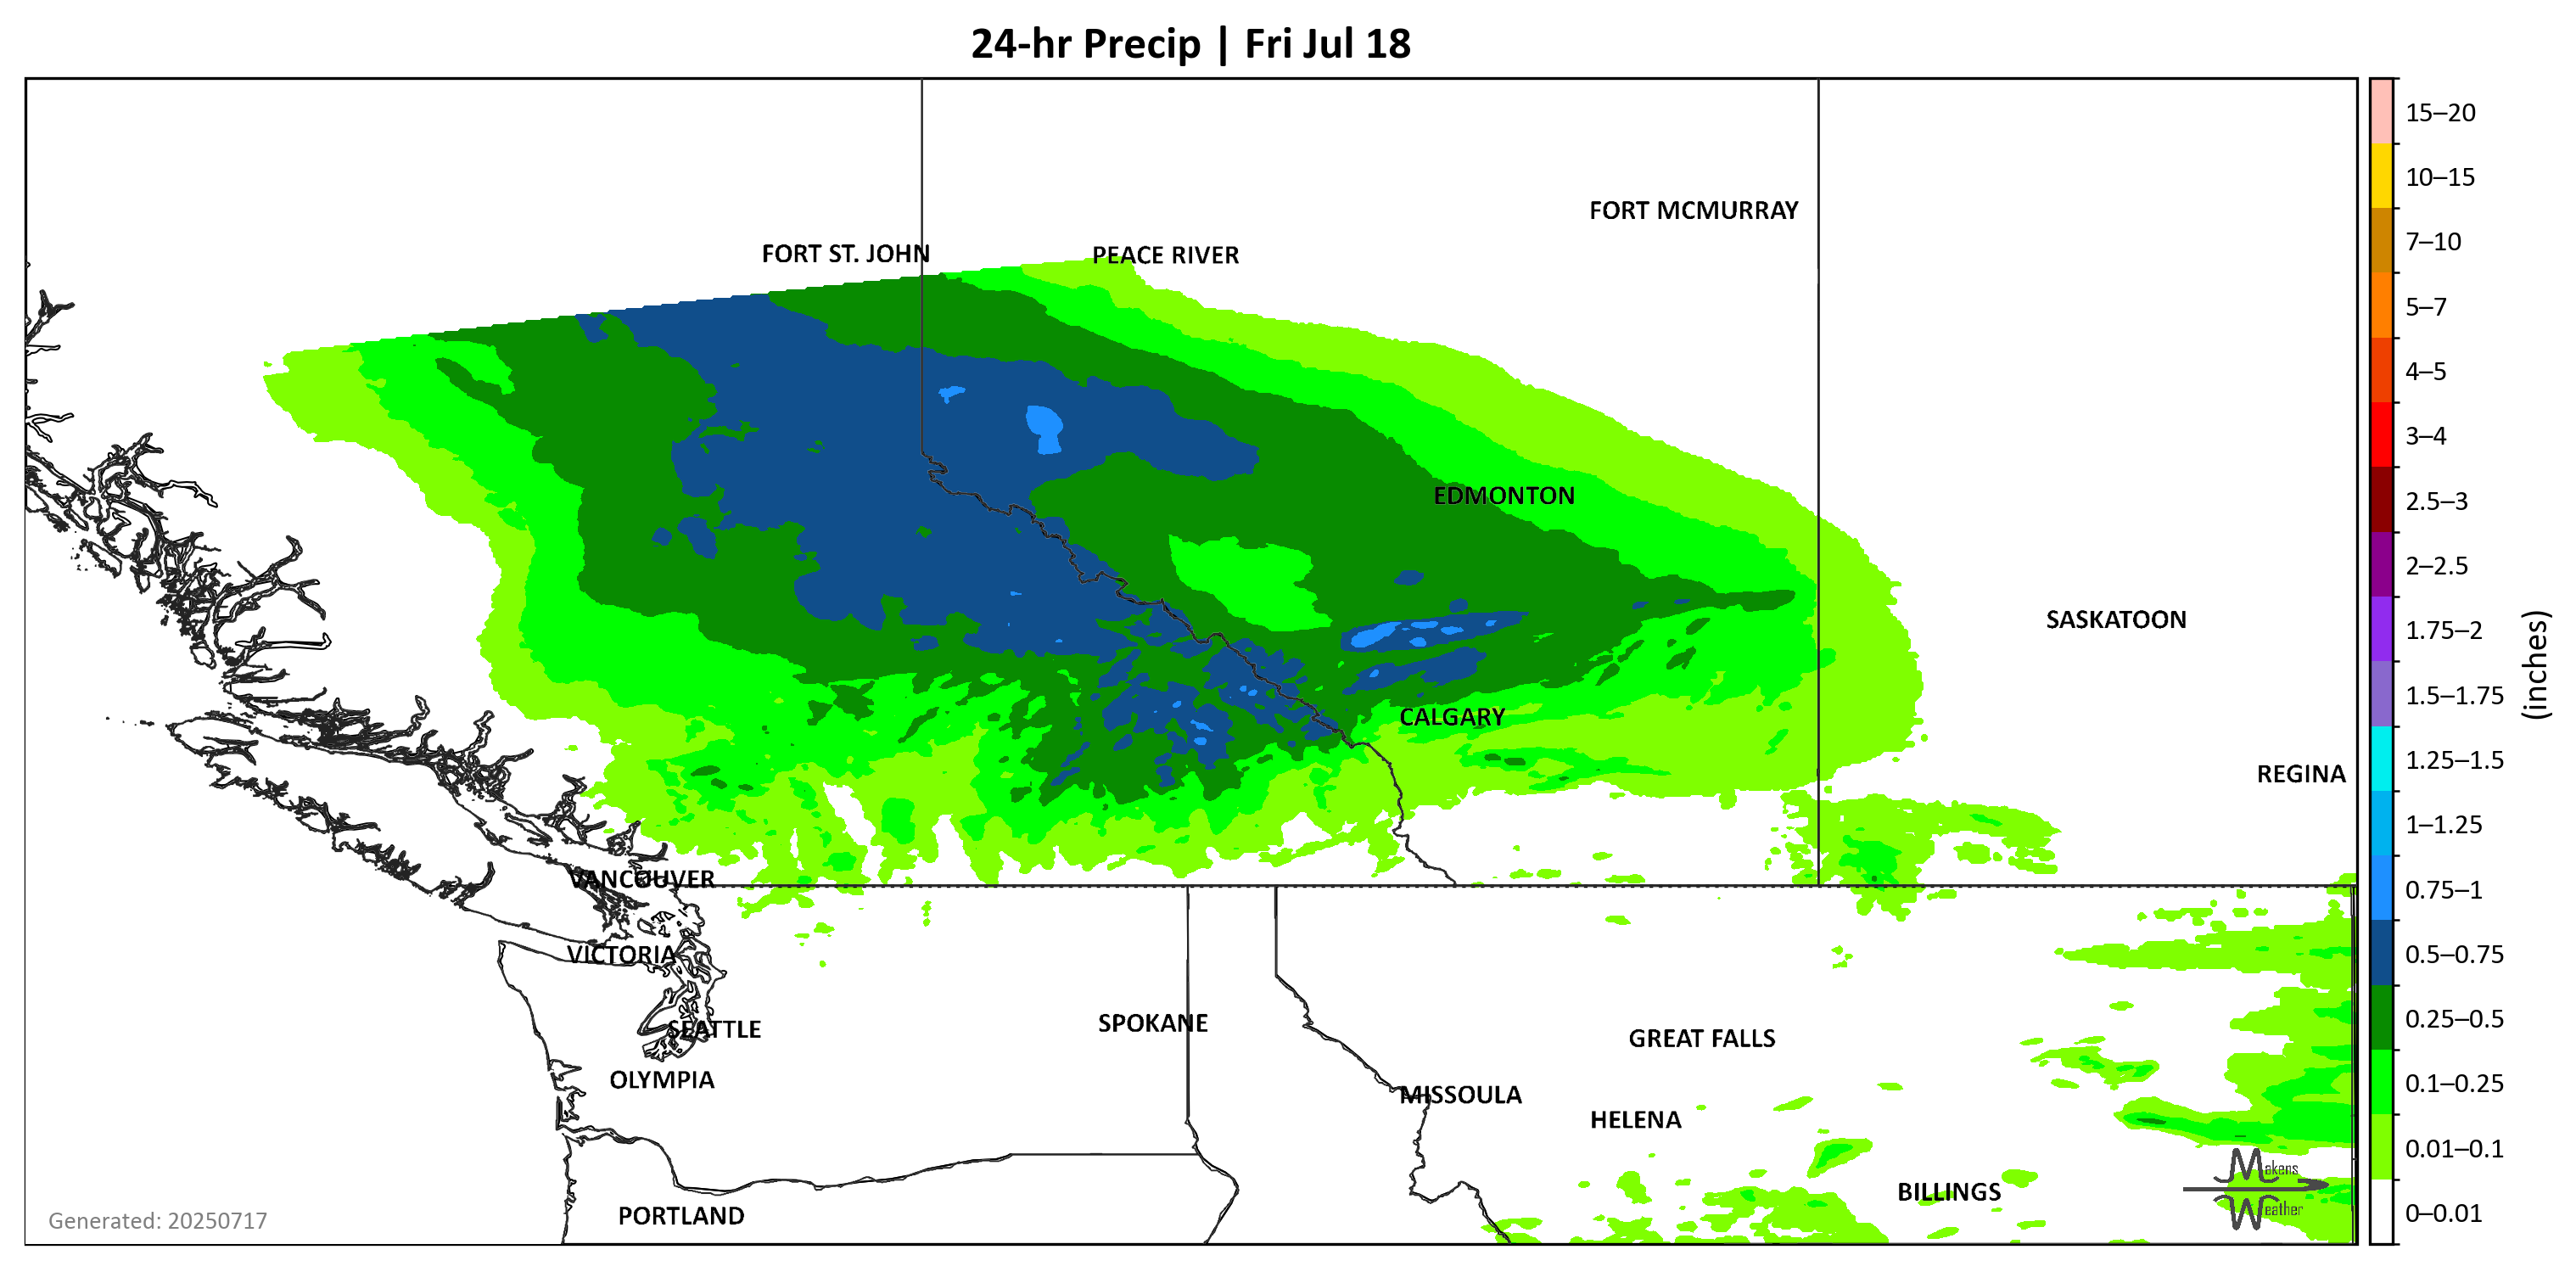 24-hr Precip | Fri Jul 18
15–20
10–15
7–10
5–7
4–5
3–4
2.5–3
2–2.5
1.75–2
1.5–1.75
1.25–1.5
1–1.25
0.75–1
0.5–0.75
0.25–0.5
0.1–0.25
0.01–0.1
0–0.01
(inches)
FORT MCMURRAY
FORT ST. JOHN
PEACE RIVER
EDMONTON
SASKATOON
CALGARY
REGINA
VANCOUVER
VICTORIA
SPOKANE
SEATTLE
GREAT FALLS
OLYMPIA
MISSOULA
HELENA
BILLINGS
PORTLAND
Makens
Weather
Generated: 20250717